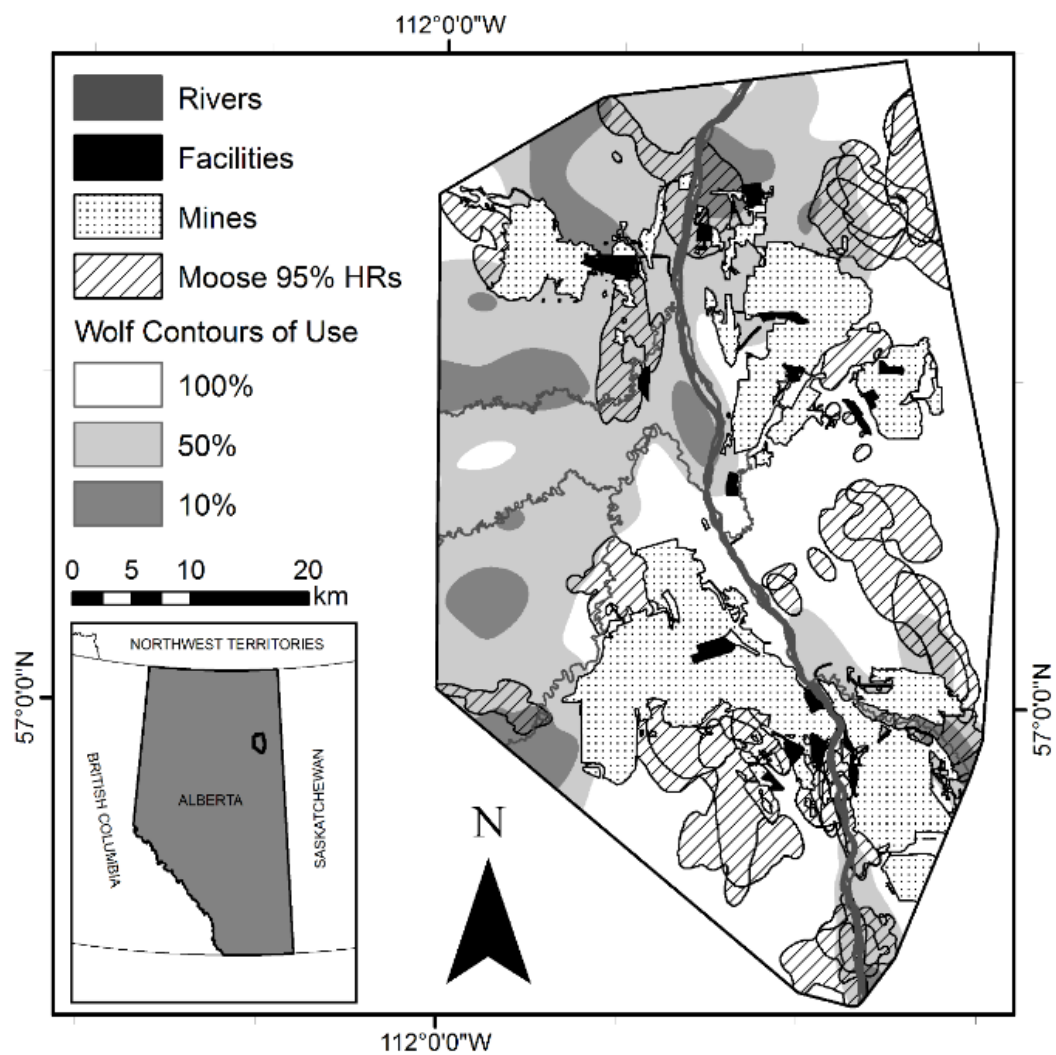 112°0'0"W
Rivers
Facilities
Mines
Moose 95% HRs
Wolf Contours of Use
100%
50%
10%
0 5 10 20
km
NORTHWEST TERRITORIES
BRITISH COLUMBIA
ALBERTA
SASKATCHEWAN
57°0'0"N
N
57°0'0"N
112°0'0"W